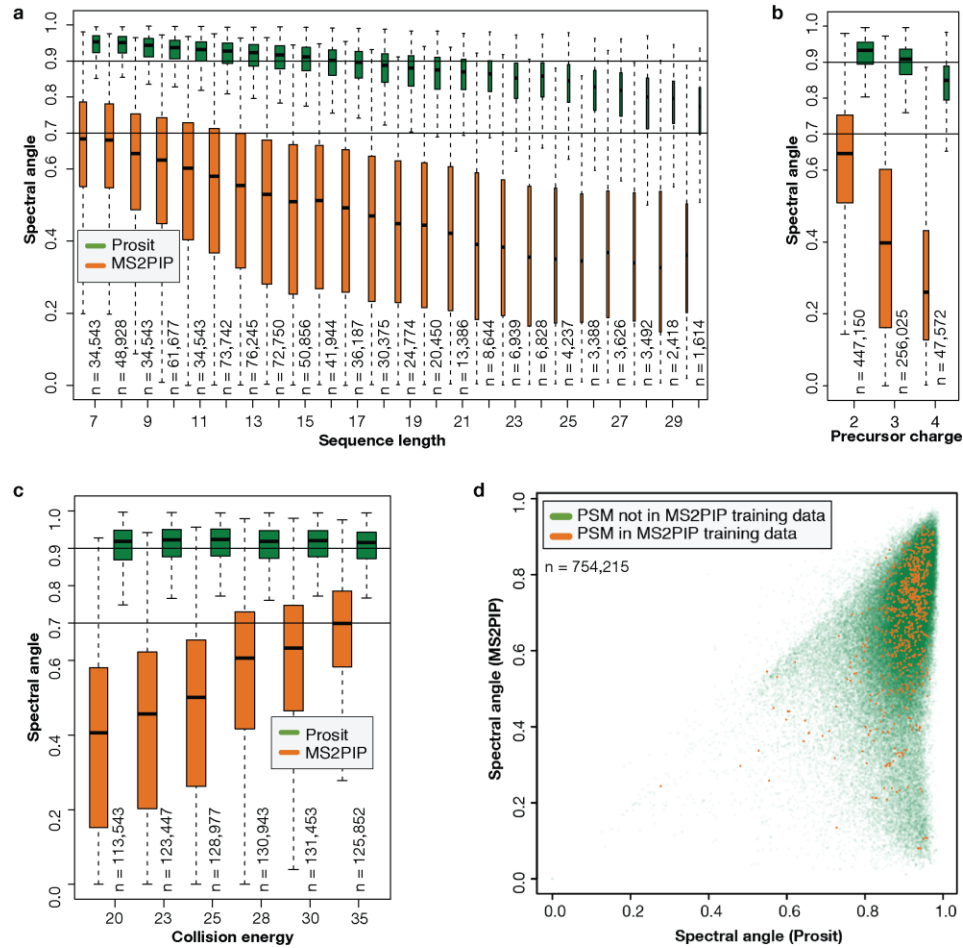 a
Spectral angle
1.0
0.9
0.8
0.7
0.6
0.4
0.2
0.0
Prosit
MS2PIP
n = 34,543
n = 48,928
n = 34,543
n = 61,677
n = 34,543
n = 73,742
n = 76,245
n = 72,750
n = 50,856
n = 41,944
n = 36,187
n = 30,375
n = 24,774
n = 20,450
n = 13,386
n = 8,644
n = 6,939
n = 6,828
n = 4,237
n = 3,388
n = 3,626
n = 3,492
n = 2,418
n = 1,614
7 9 11 13 15 17 19 21 23 25 27 29
Sequence length
b
Spectral angle
1.0
0.9
0.8
0.7
0.6
0.4
0.2
0.0
n = 447,150
n = 256,025
n = 47,572
2 3 4
Precursor charge
c
Spectral angle
1.0
0.9
0.8
0.7
0.6
0.4
0.2
0.0
Prosit
MS2PIP
n = 113,543
n = 123,447
n = 128,977
n = 130,943
n = 131,453
n = 125,852
20 23 25 28 30 35
Collision energy
d
Spectral angle (MS2PIP)
1.0
0.8
0.6
0.4
0.2
0.0
PSM not in MS2PIP training data
PSM in MS2PIP training data
n = 754,215
0.0 0.2 0.4 0.6 0.8 1.0
Spectral angle (Prosit)